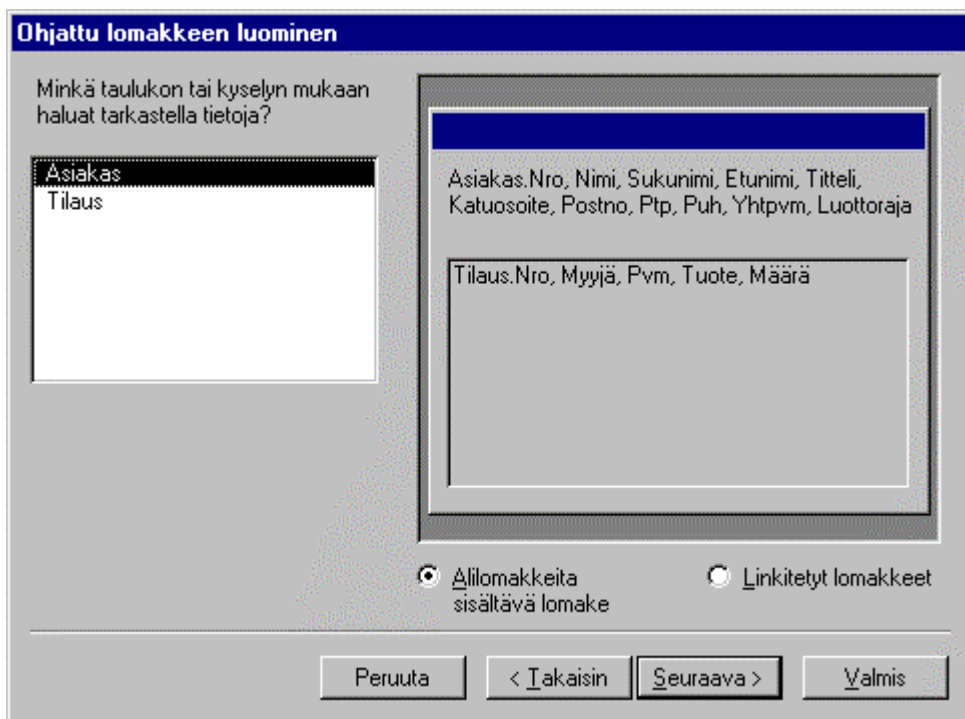 Ohjattu lomakkeen luominen
Minkä taulukon tai kyselyn mukaan
haluat tarkastella tietoja?
Asiakas
Tilaus
Asiakas.Nro, Nimi, Sukunimi, Etunimi, Titteli,
Katuosoite, Postno, Ptp, Puh, Yhtpvm, Luottoraja
Tilaus.Nro, Myyjä, Pvm, Tuote, Määrä
Alilomakkeita
sisältävä lomake
Linkitetyt lomakkeet
Peruuta
< Takaisin
Seuraava >
Valmis